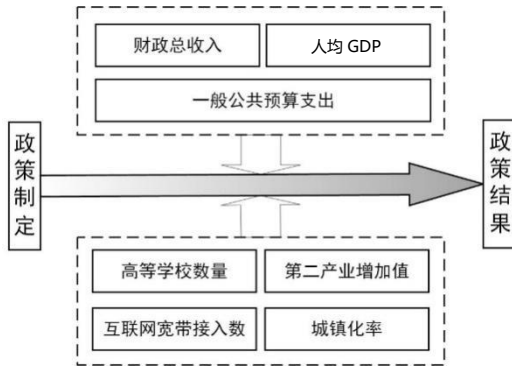 财政总收入
人均 GDP
一般公共预算支出
政策制定
政策结果
高等学校数量
第二产业增加值
互联网宽带接入数
城镇化率